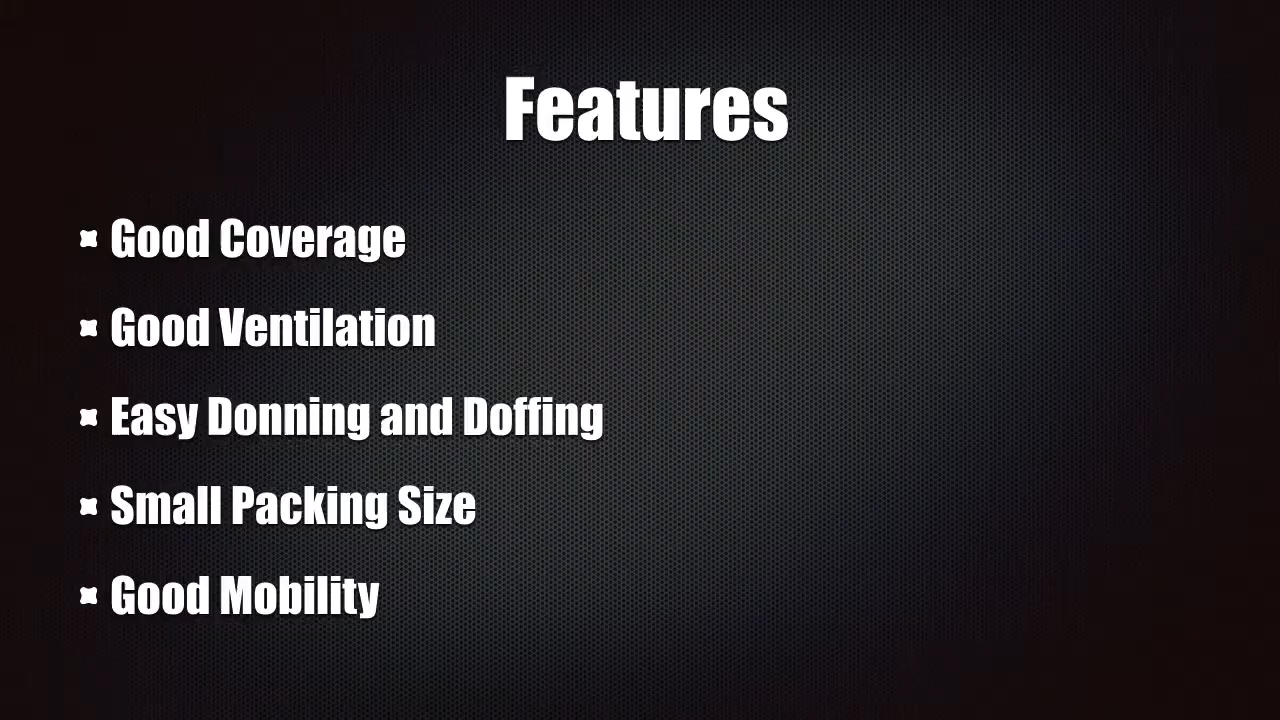 Features
Good Coverage
Good Ventilation
Easy Donning and Doffing
Small Packing Size
Good Mobility